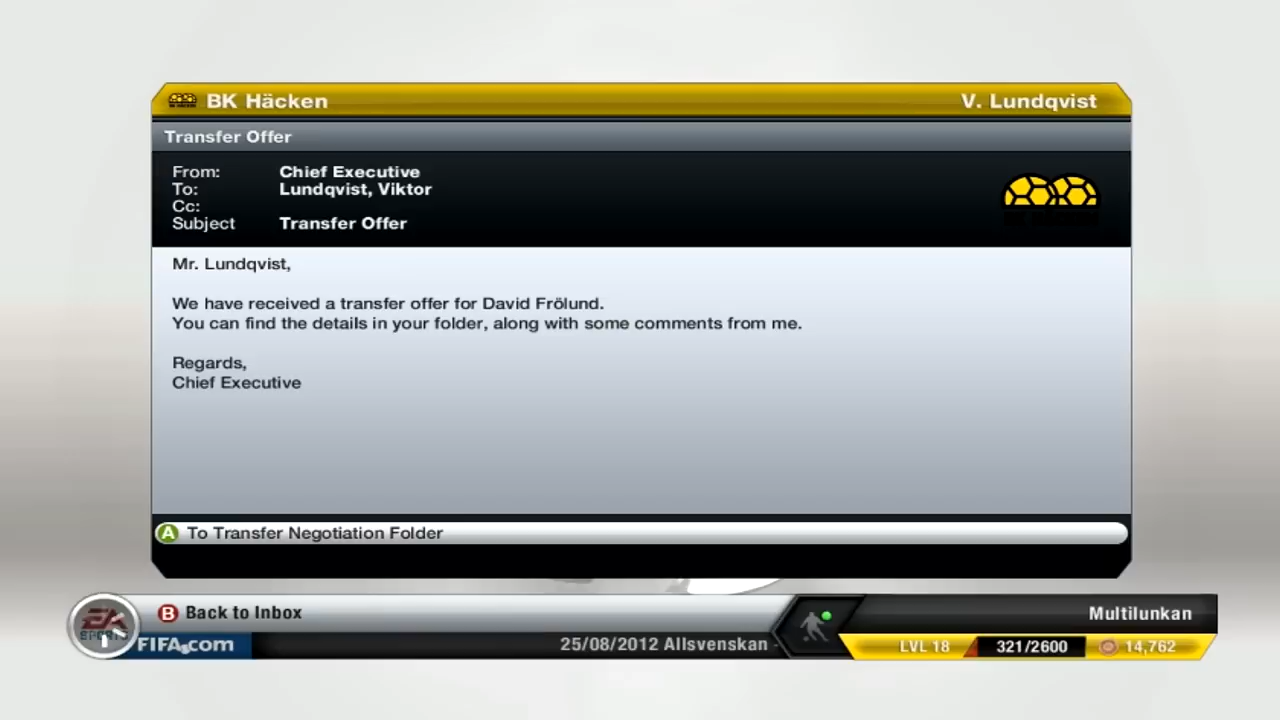 BK Häcken
V. Lundqvist
Transfer Offer
From: Chief Executive
To: Lundqvist, Viktor
Cc:
Subject Transfer Offer
Mr. Lundqvist,
We have received a transfer offer for David Frölund.
You can find the details in your folder, along with some comments from me.
Regards,
Chief Executive
A To Transfer Negotiation Folder
B Back to Inbox
EA SPORTS
FIFA.com
25/08/2012 Allsvenskan -
Multilunkan
LVL 18
321/2600
14,762